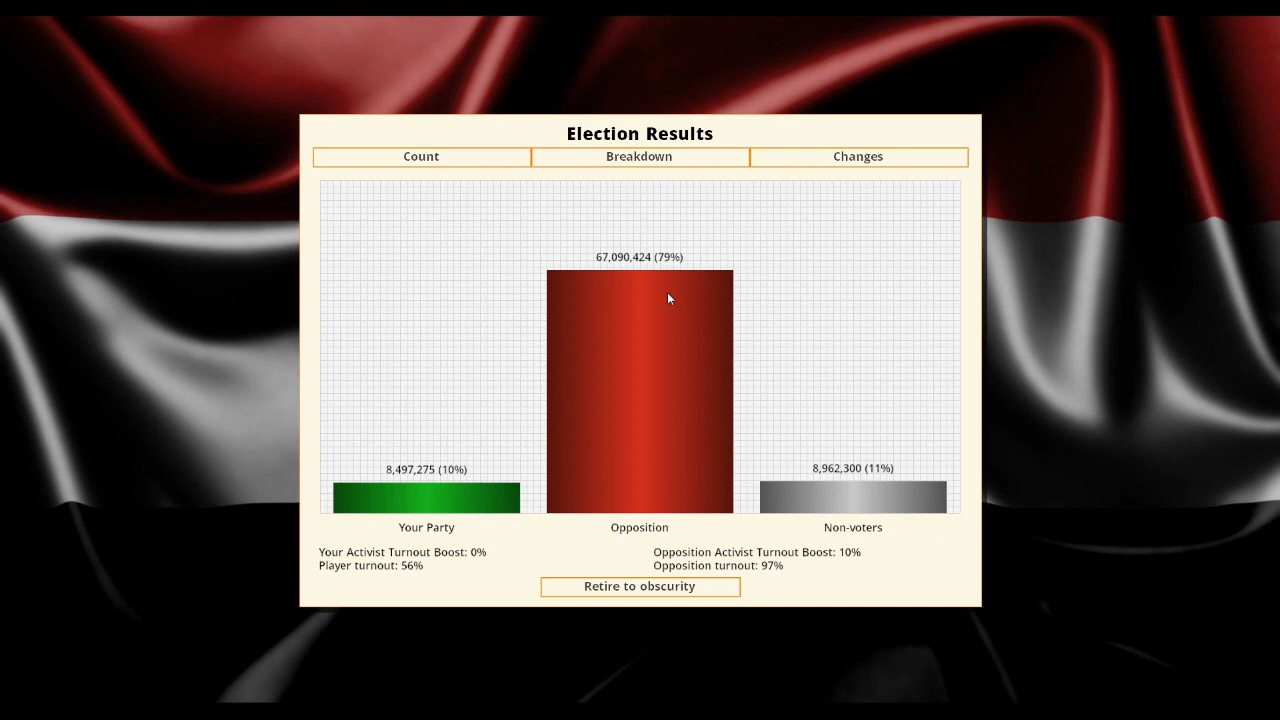 Election Results
Count Breakdown Changes
67,090,424 (79%)
8,497,275 (10%)
8,962,300 (11%)
Your Party Opposition Non-voters
Your Activist Turnout Boost: 0% Opposition Activist Turnout Boost: 10%
Player turnout: 56% Opposition turnout: 97%
Retire to obscurity